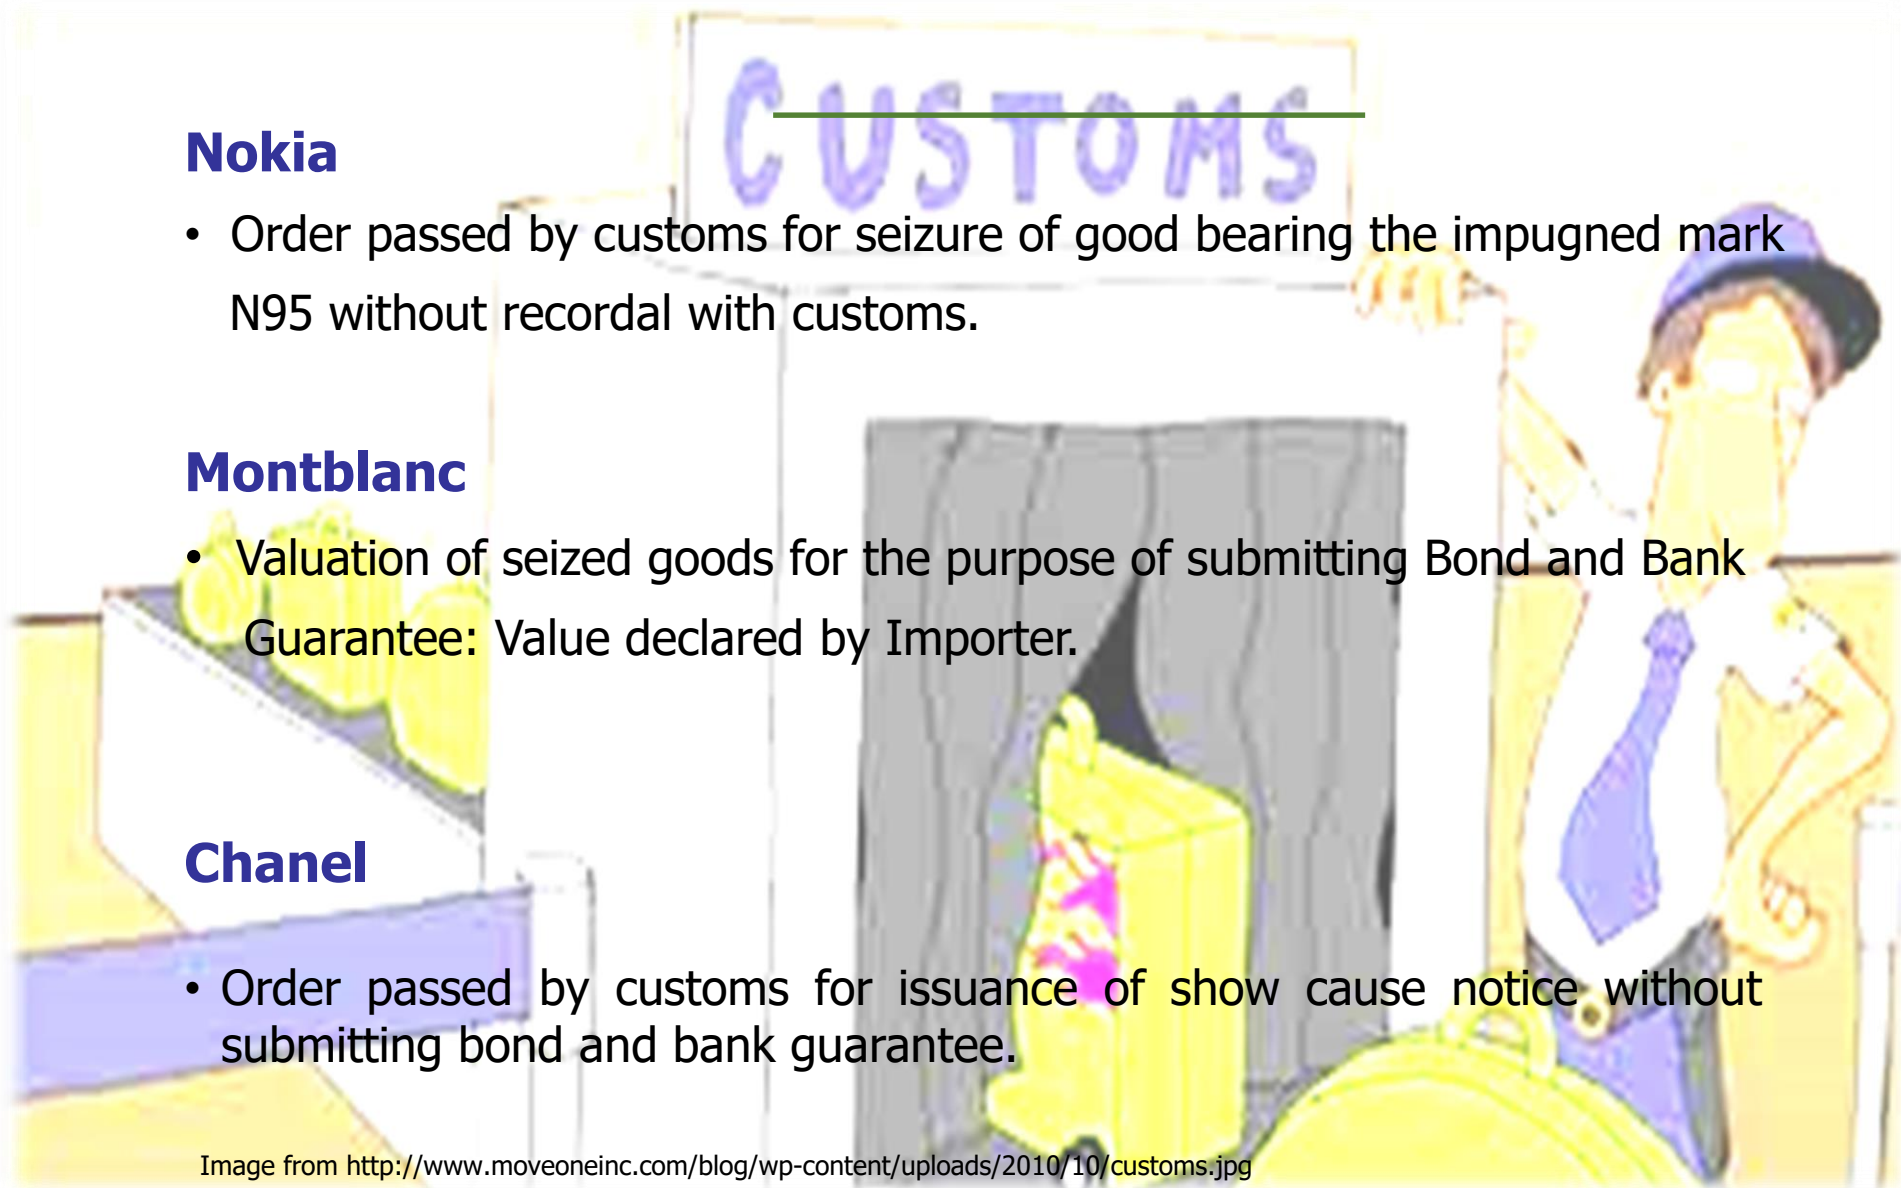 CUSTOMS
Nokia
• Order passed by customs for seizure of good bearing the impugned mark
N95 without recordal with customs.
Montblanc
• Valuation of seized goods for the purpose of submitting Bond and Bank
Guarantee: Value declared by Importer.
Chanel
• Order passed by customs for issuance of show cause notice without
submitting bond and bank guarantee.
Image from http://www.moveoneinc.com/blog/wp-content/uploads/2010/10/customs.jpg